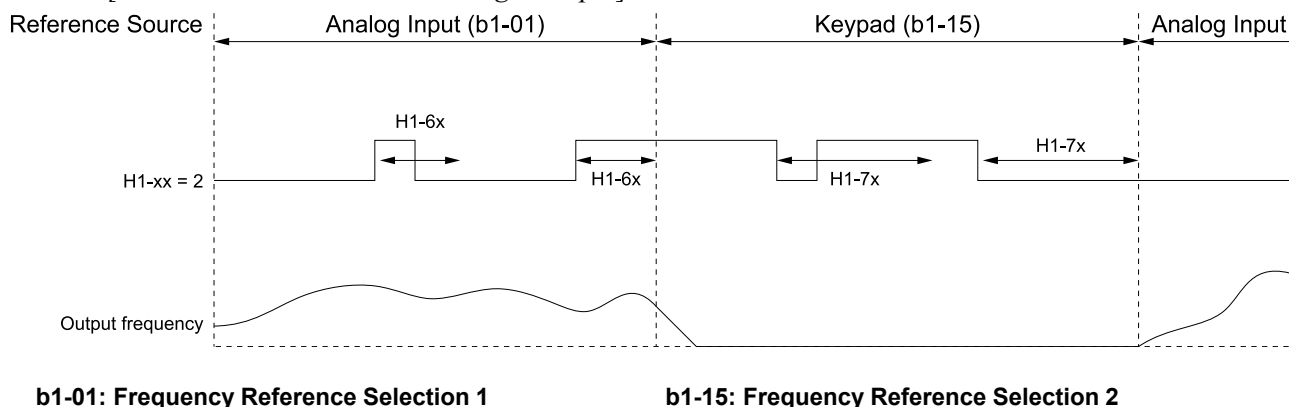 Reference Source
Analog Input (b1-01)
Keypad (b1-15)
Analog Input
H1-6x
H1-7x
H1-xx = 2
H1-6x
H1-7x
Output frequency
b1-01: Frequency Reference Selection 1
b1-15: Frequency Reference Selection 2